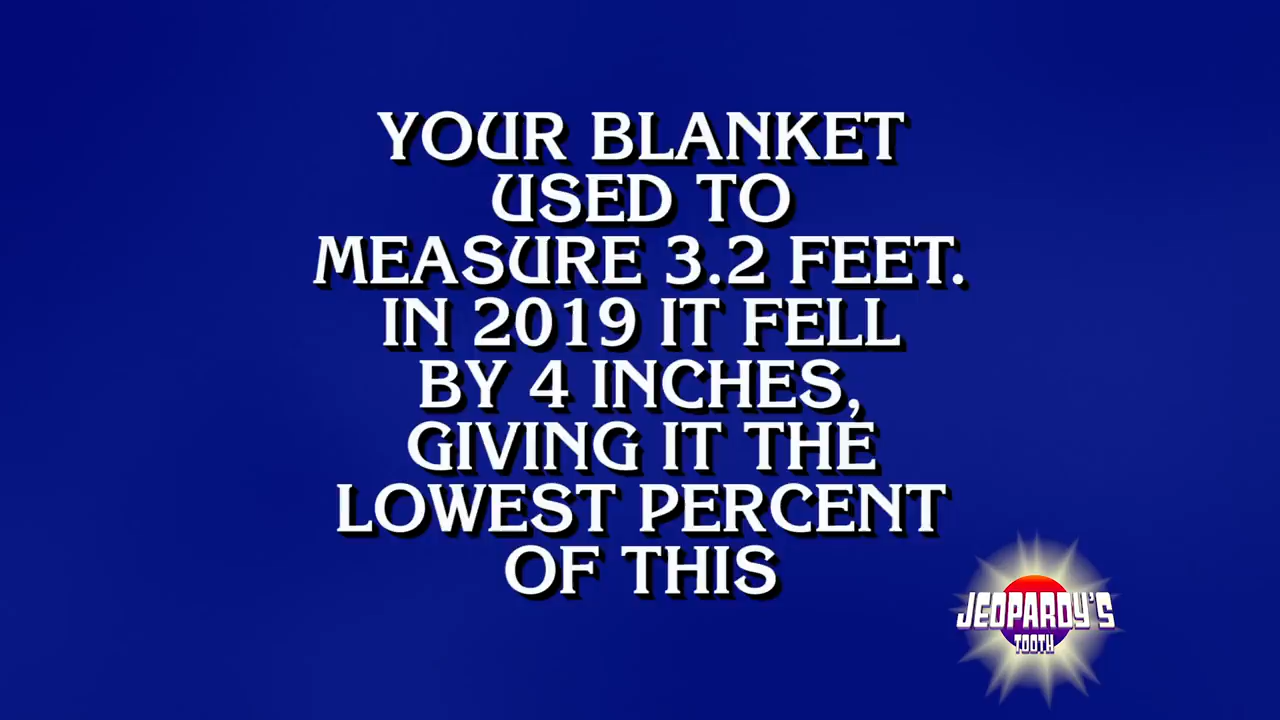 YOUR BLANKET
USED TO
MEASURE 3.2 FEET.
IN 2019 IT FELL
BY 4 INCHES,
GIVING IT THE
LOWEST PERCENT
OF THIS
JEOPARDY'S
TOOTH